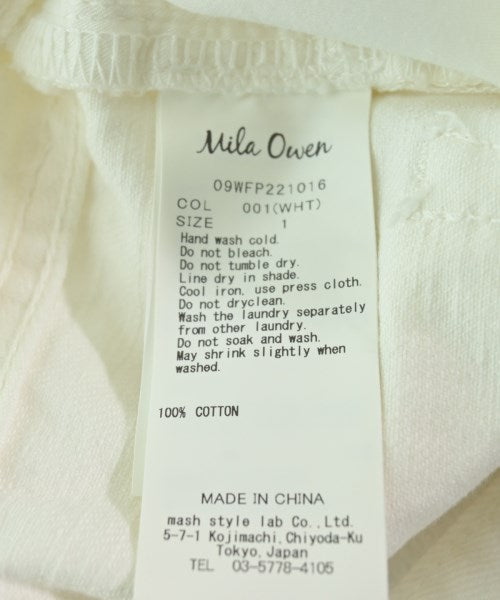 Mila Owen
09WFP221016
COL 001(WHT)
SIZE 1
Hand wash cold.
Do not bleach.
Do not tumble dry.
Line dry in shade.
Cool iron, use press cloth.
Do not dryclean.
Wash the laundry separately
from other laundry.
Do not soak and wash.
May shrink slightly when
washed.
100% COTTON
MADE IN CHINA
mash style lab Co.,Ltd.
5-7-1 Kojimachi,Chiyoda-Ku
Tokyo,Japan
TEL 03-5778-4105